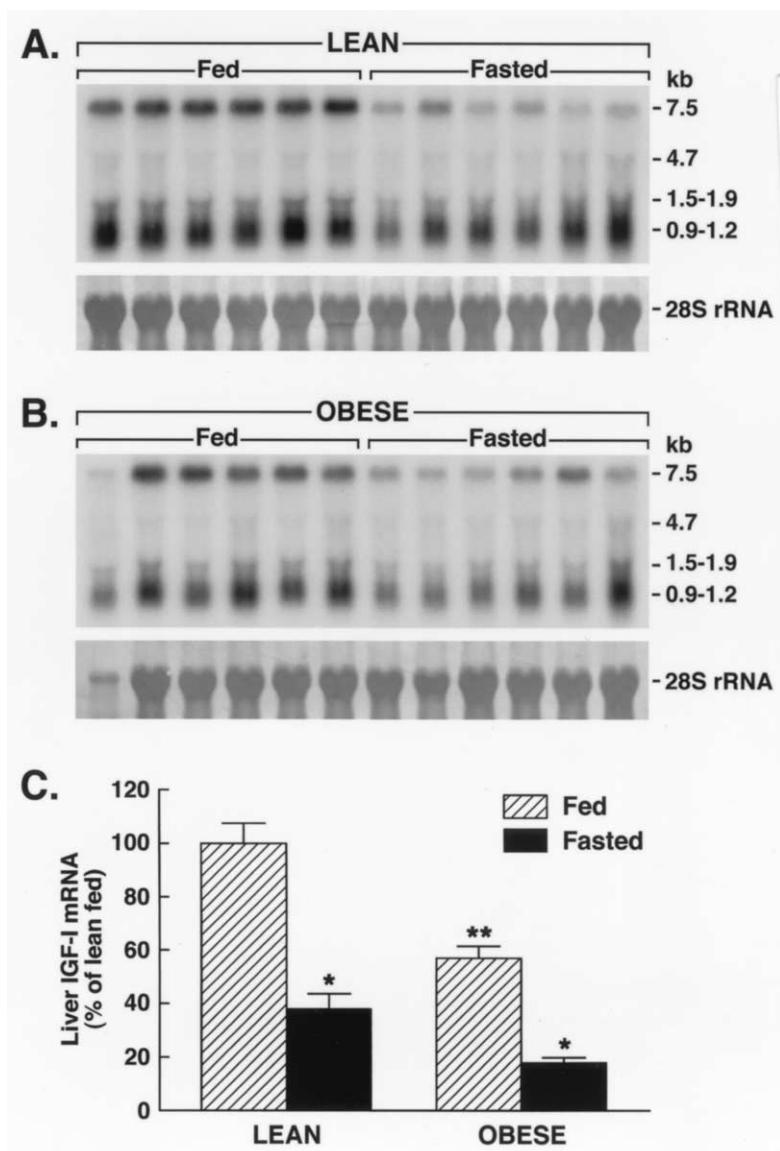 A.
LEAN
Fed Fasted
kb
7.5
4.7
1.5-1.9
0.9-1.2
28S rRNA
B.
OBESE
Fed Fasted
kb
7.5
4.7
1.5-1.9
0.9-1.2
28S rRNA
C.
Liver IGF-I mRNA
(% of lean fed)
120
100
80
60
40
20
0
Fed
Fasted
*
**
*
LEAN OBESE